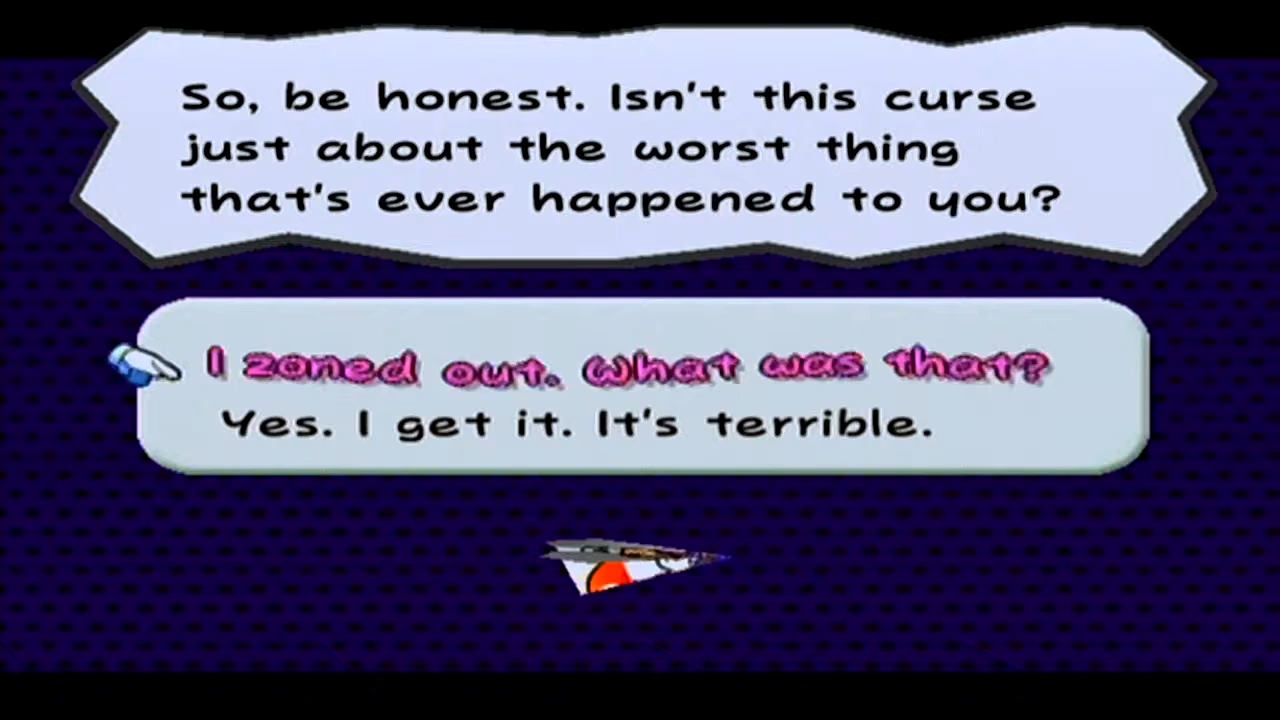 So, be honest. Isn't this curse
just about the worst thing
that's ever happened to you?
I zoned out. What was that?
Yes. I get it. It's terrible.